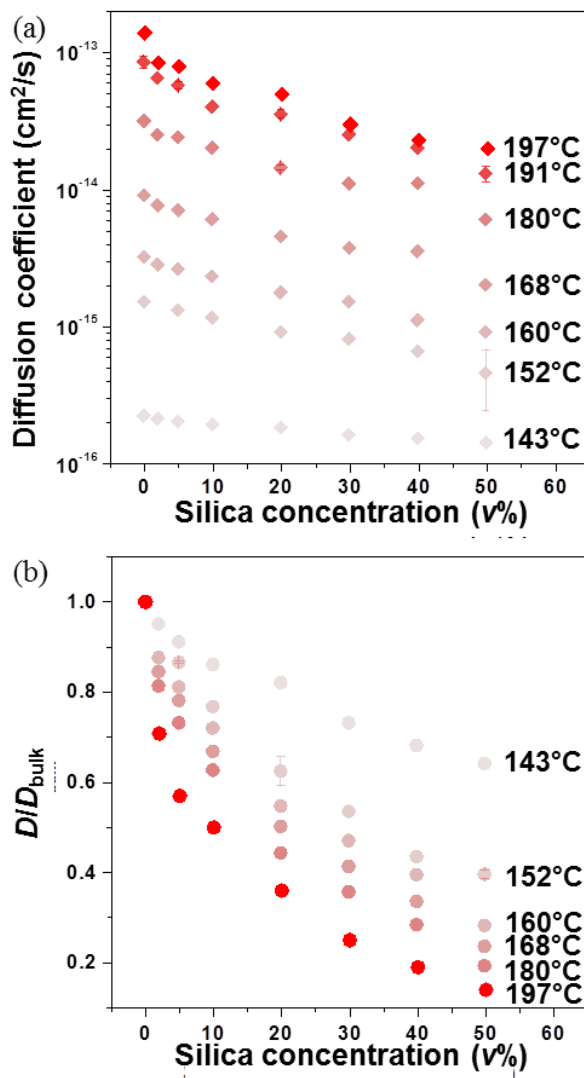 (a)
Diffusion coefficient (cm²/s)
10⁻¹³
10⁻¹⁴
10⁻¹⁵
10⁻¹⁶
197°C
191°C
180°C
168°C
160°C
152°C
143°C
0 10 20 30 40 50 60
Silica concentration (v%)
(b)
D/Dbulk
1.0
0.8
0.6
0.4
0.2
143°C
152°C
160°C
168°C
180°C
197°C
0 10 20 30 40 50 60
Silica concentration (v%)